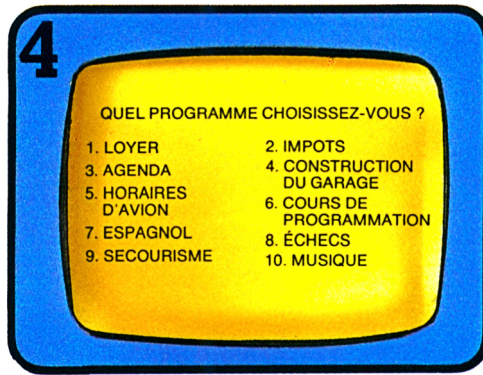 4
QUEL PROGRAMME CHOISISSEZ-VOUS ?
1. LOYER
2. IMPOTS
3. AGENDA
4. CONSTRUCTION
DU GARAGE
5. HORAIRES
D'AVION
6. COURS DE
PROGRAMMATION
7. ESPAGNOL
8. ÉCHECS
9. SECOURISME
10. MUSIQUE